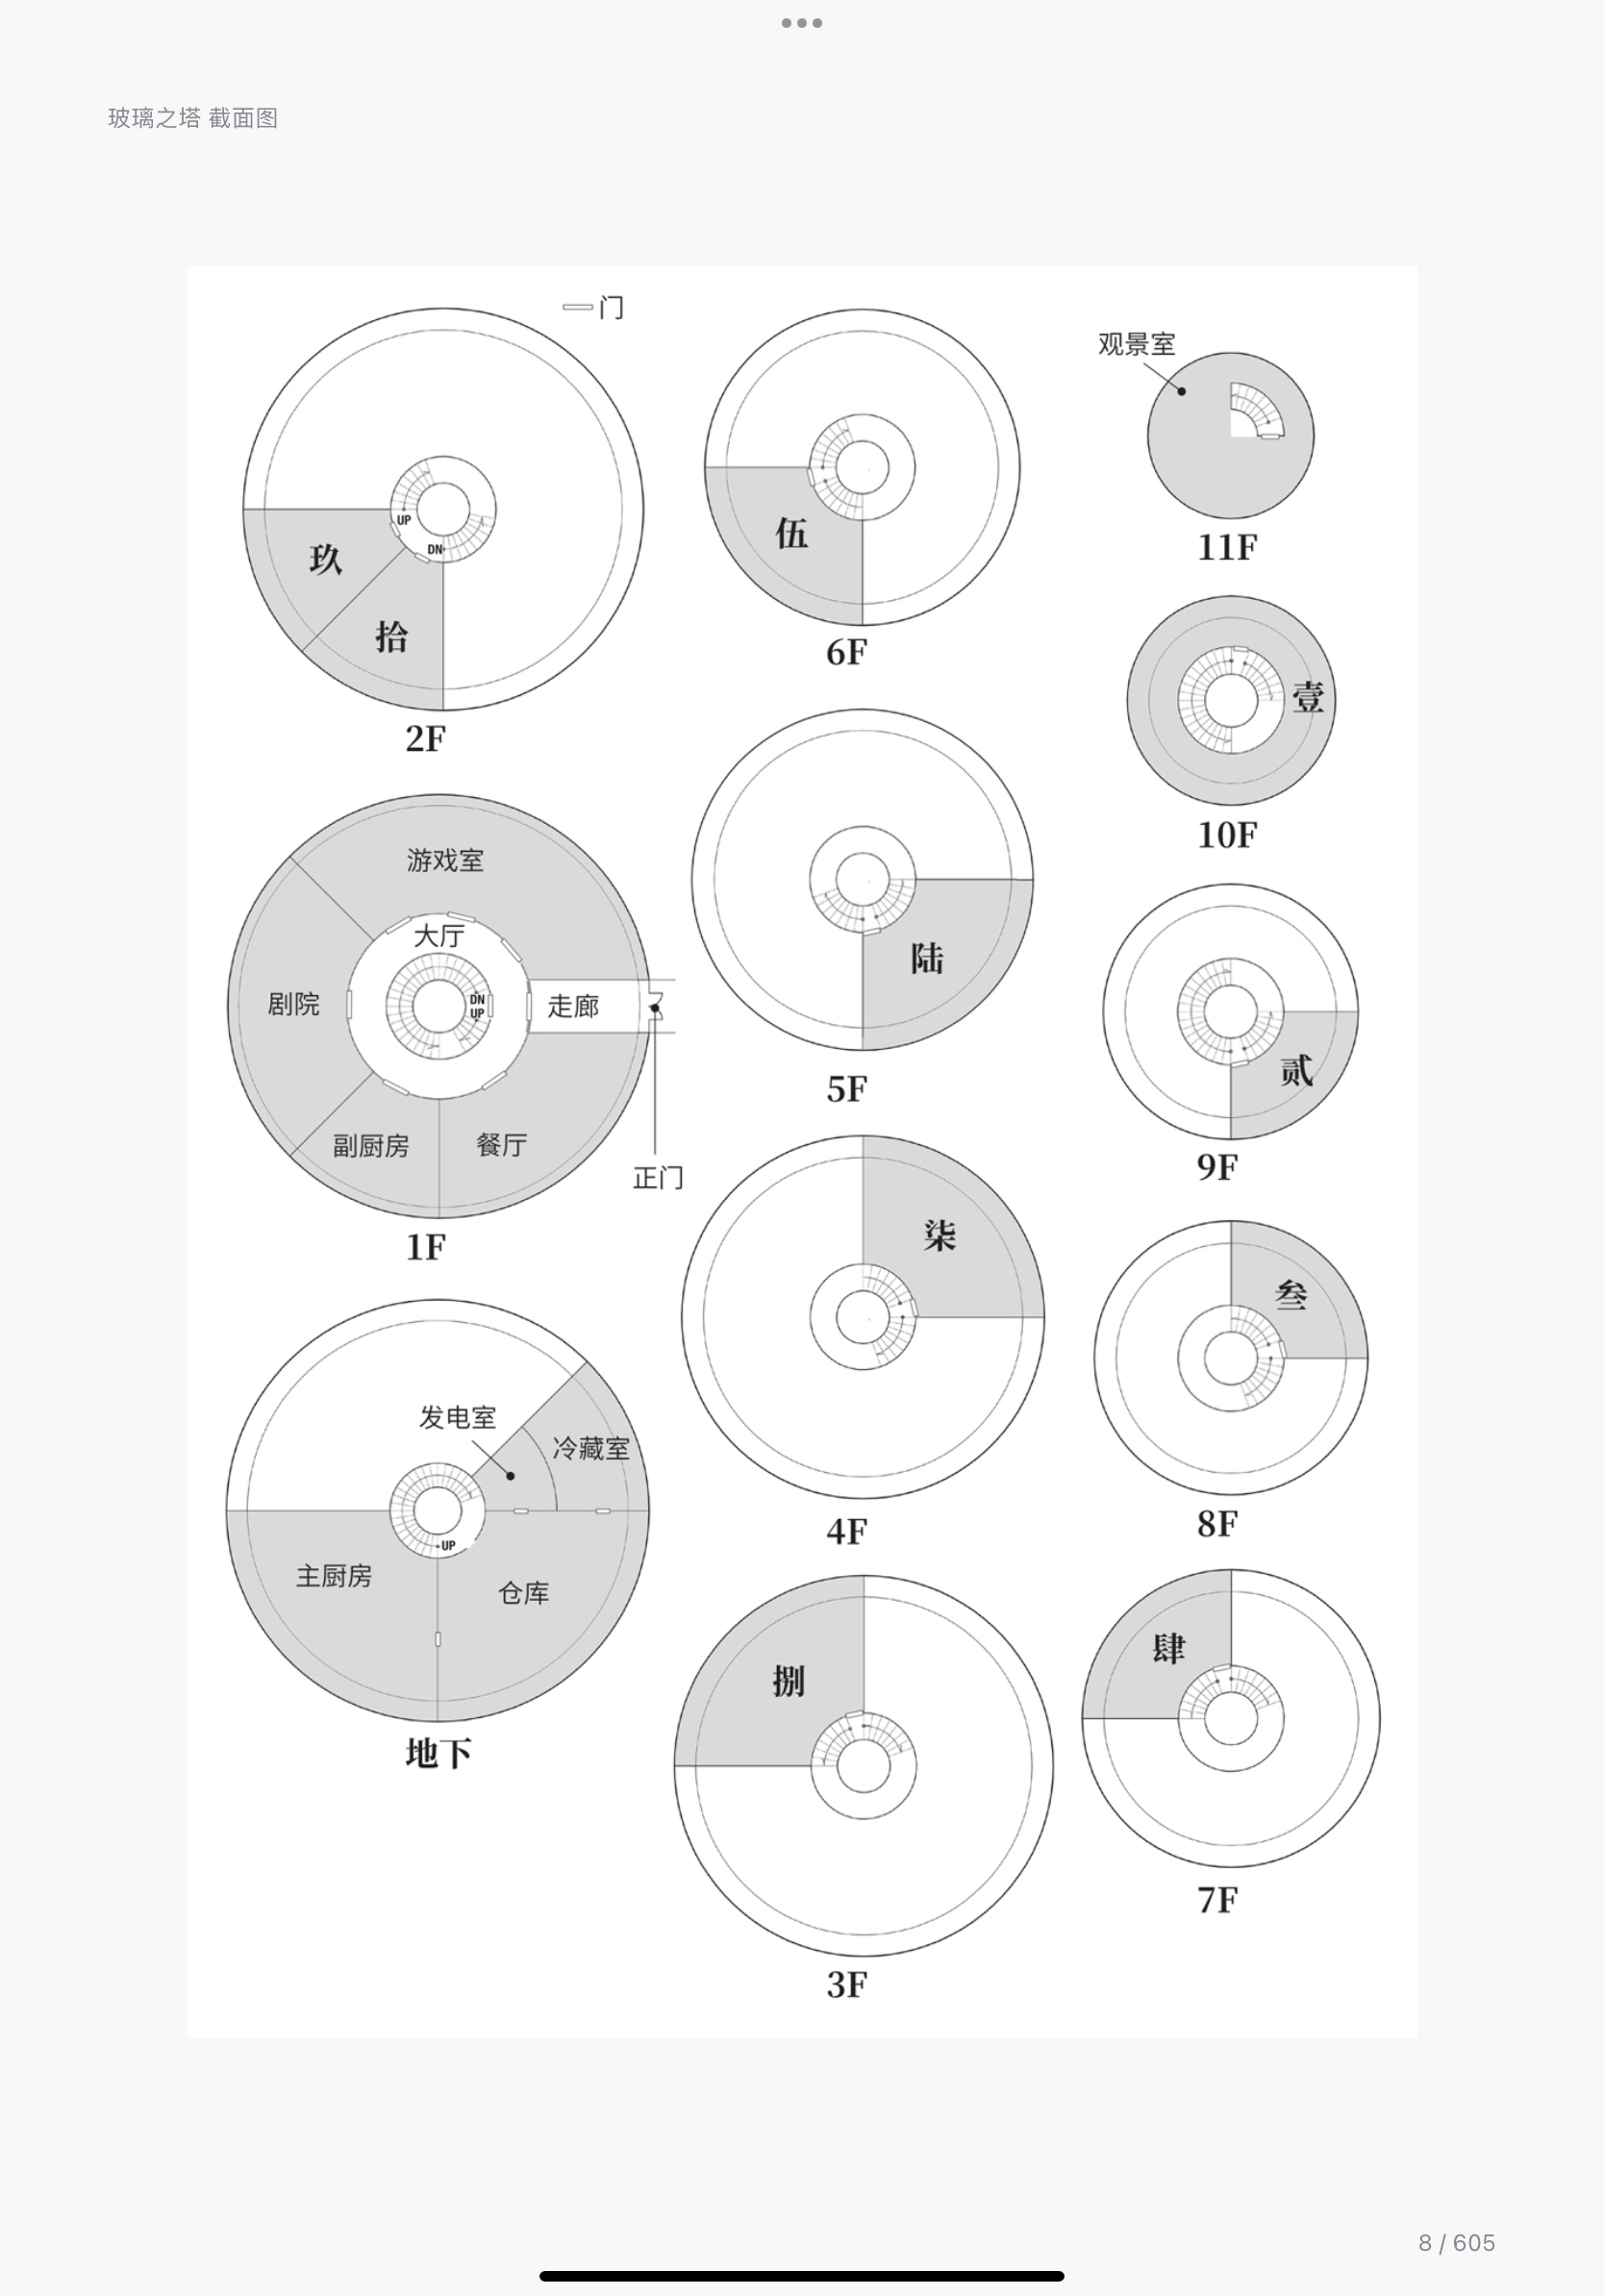 玻璃之塔 截面图
门
玖
拾
UP
DN
2F
游戏室
大厅
剧院
DN
UP
走廊
副厨房
餐厅
正门
1F
发电室
冷藏室
UP
主厨房
仓库
地下
伍
6F
陆
5F
柒
4F
捌
3F
观景室
11F
壹
10F
贰
9F
叁
8F
肆
7F
8 / 605